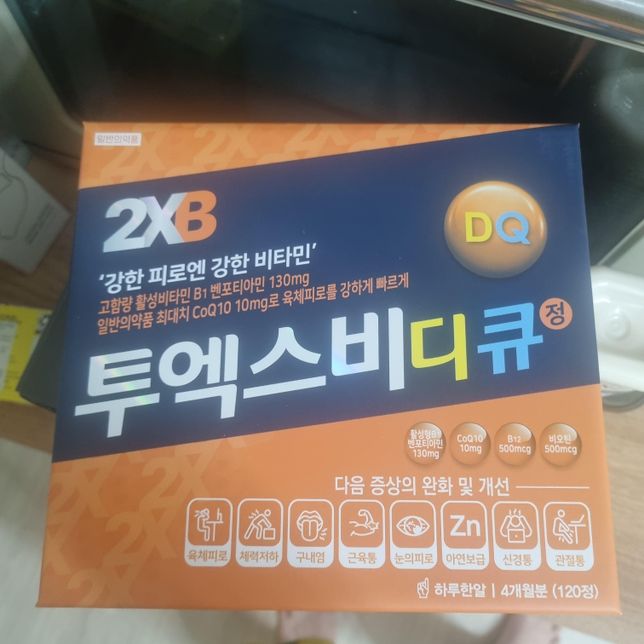 일반의약품
2XB
DQ
‘강한 피로엔 강한 비타민’
고함량 활성비타민 B1 벤포티아민 130mg
일반의약품 최대치 CoQ10 10mg로 육체피로를 강하게 빠르게
투엑스비디큐 정
활성형B1
벤포티아민
130mg
CoQ10
10mg
B12
500mcg
비오틴
500mcg
다음 증상의 완화 및 개선
육체피로
체력저하
구내염
근육통
눈의피로
Zn
아연보급
신경통
관절통
하루한알 | 4개월분 (120정)